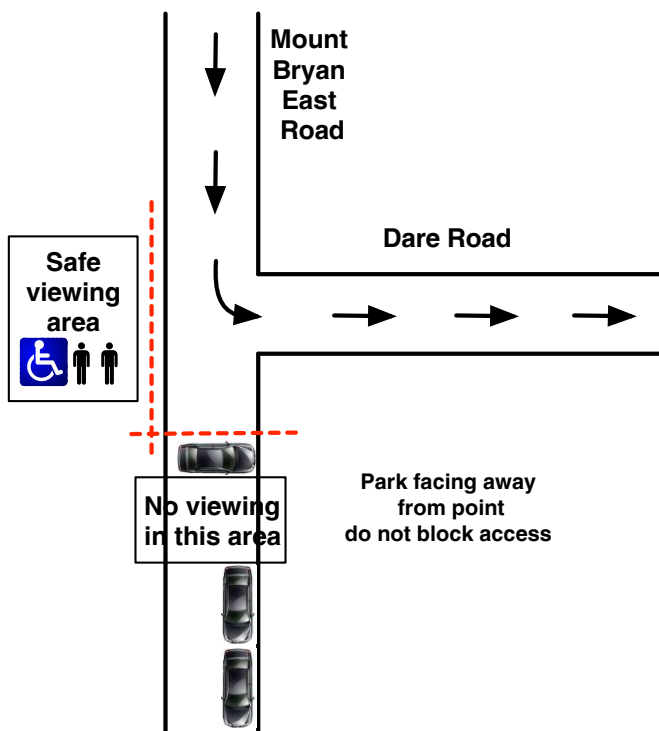 Mount
Bryan
East
Road
Dare Road
Safe
viewing
area
No viewing
in this area
Park facing away
from point
do not block access